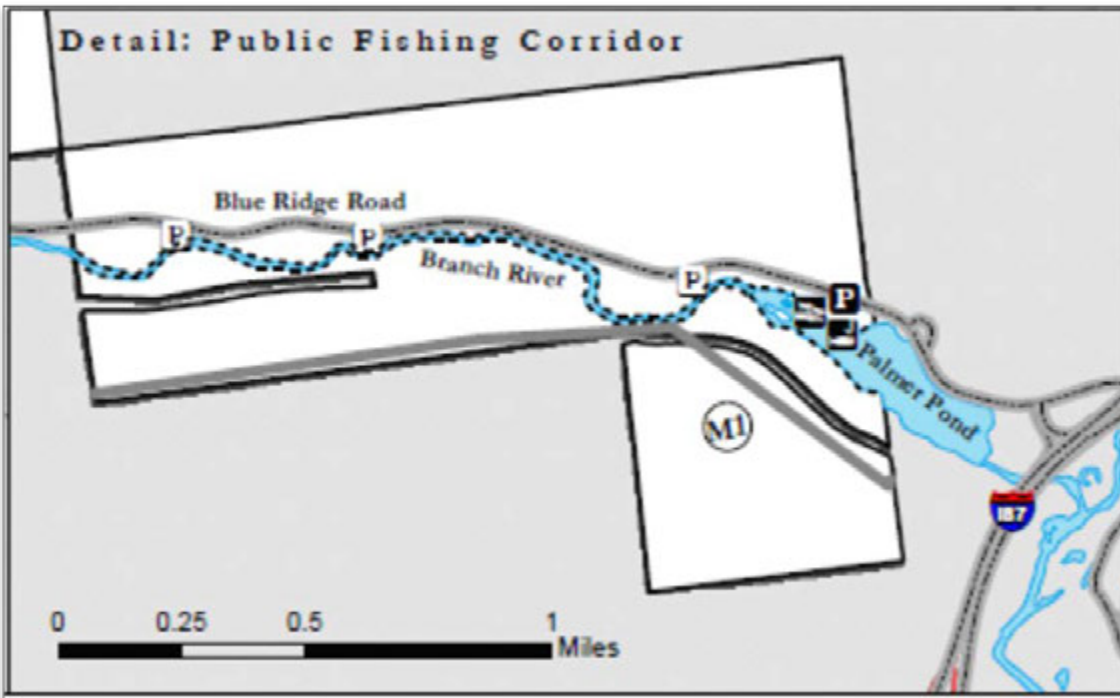 Detail: Public Fishing Corridor
Blue Ridge Road
P
P
Branch River
P
P
Palmer Pond
M1
I87
0 0.25 0.5 1
Miles